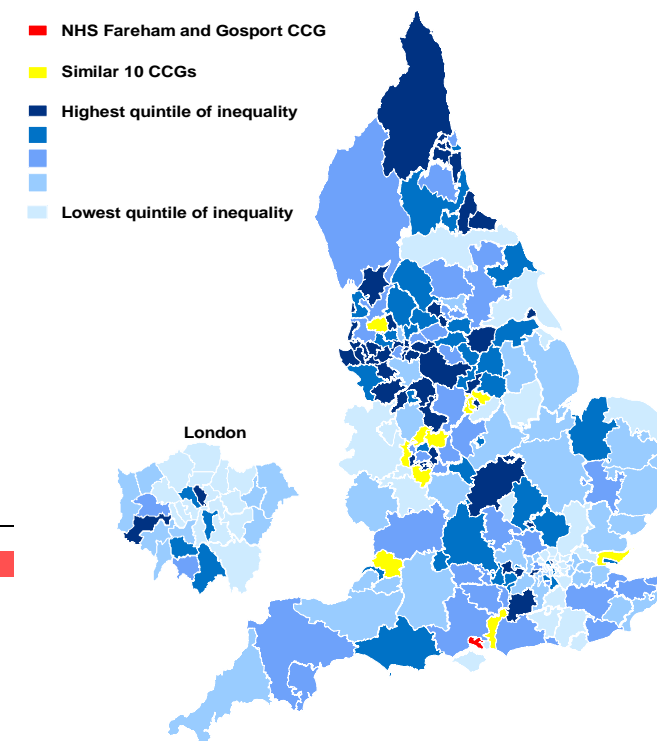 NHS Fareham and Gosport CCG
Similar 10 CCGs
Highest quintile of inequality
Lowest quintile of inequality
London